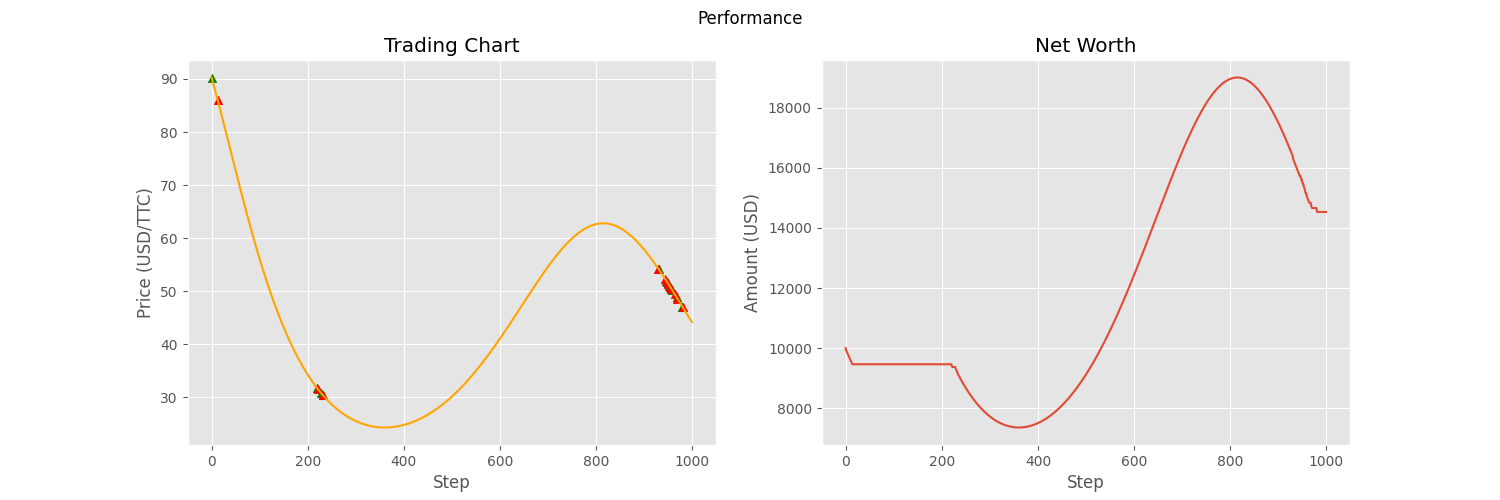 Performance
Trading Chart
Price (USD/TTC)
90
80
70
60
50
40
30
0 200 400 600 800 1000
Step
Net Worth
Amount (USD)
18000
16000
14000
12000
10000
8000
0 200 400 600 800 1000
Step